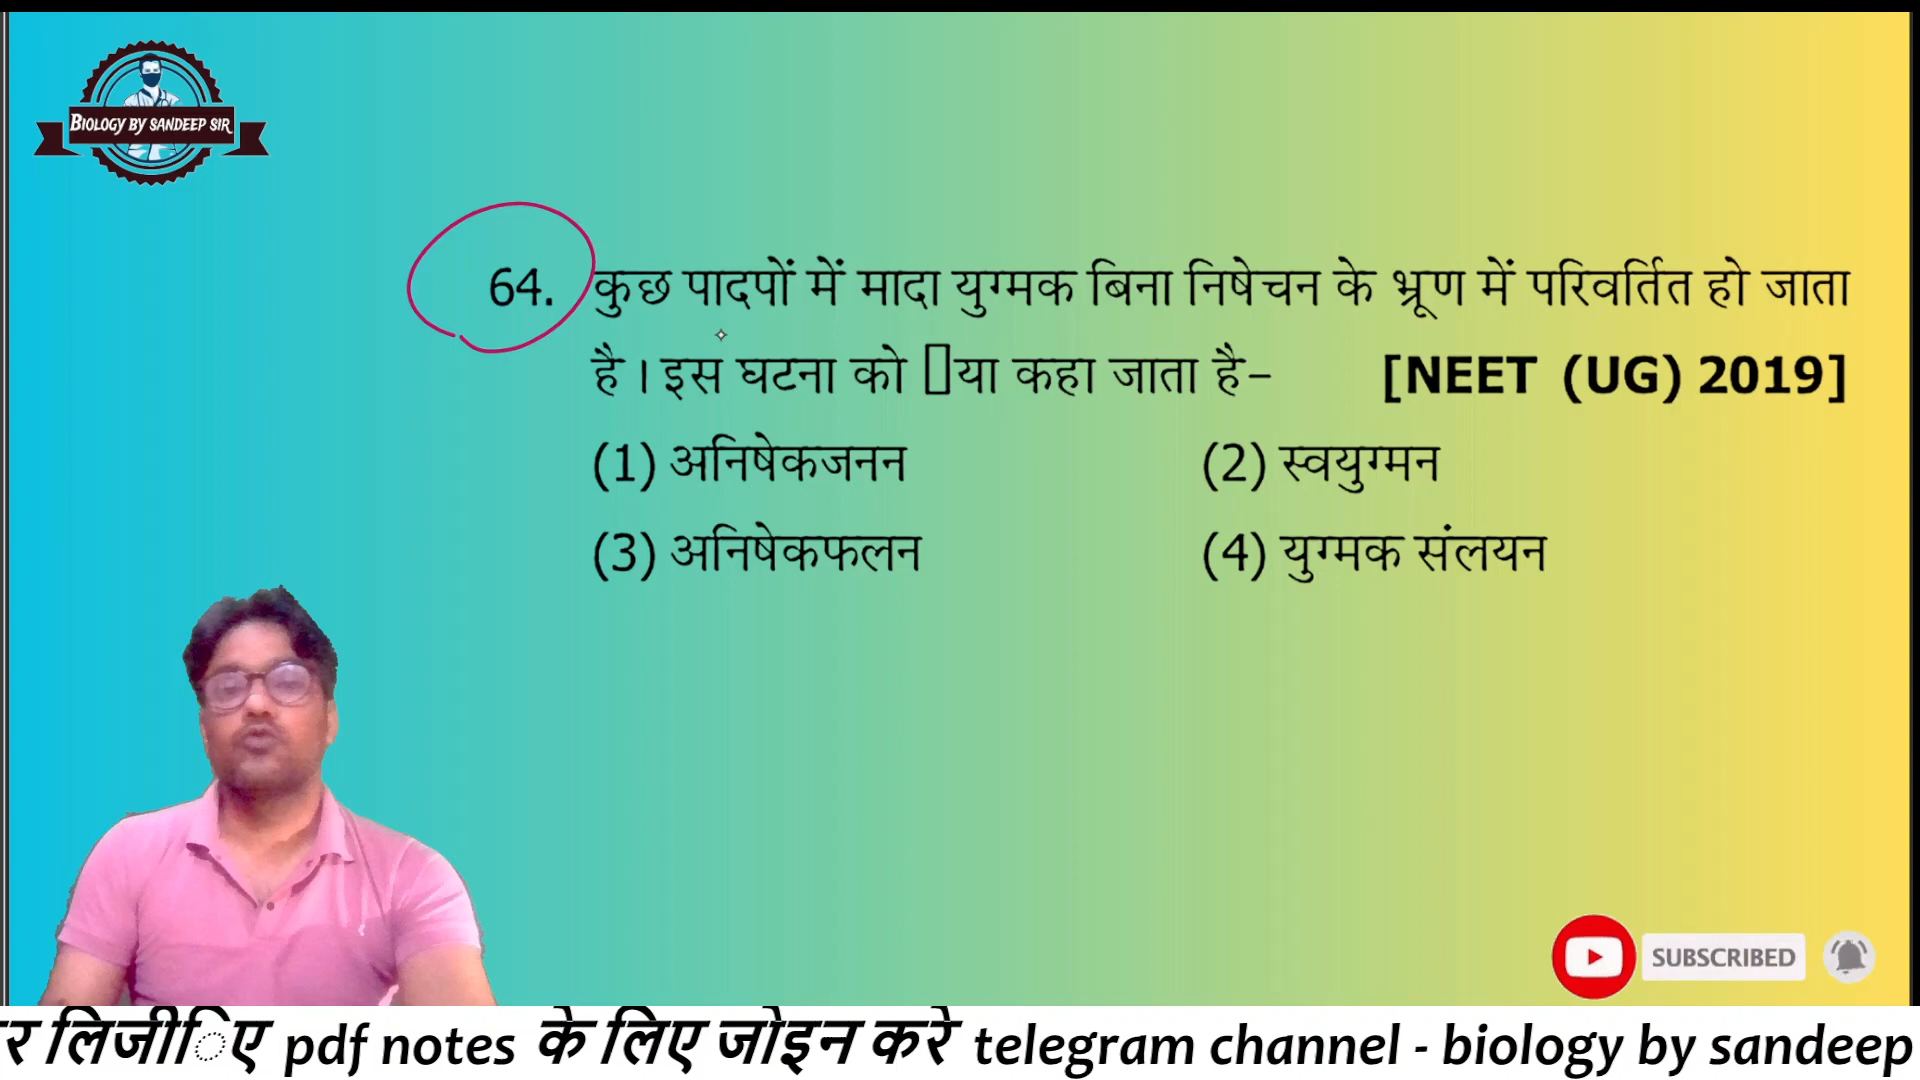 BIOLOGY BY SANDEEP SIR
64. कुछ पादपों में मादा युग्मक बिना निषेचन के भ्रूण में परिवर्तित हो जाता
है। इस घटना को ▯या कहा जाता है– [NEET (UG) 2019]
(1) अनिषेकजनन (2) स्वयुग्मन
(3) अनिषेकफलन (4) युग्मक संलयन
SUBSCRIBED
र लिजीिए pdf notes के लिए जोइन करे telegram channel - biology by sandeep